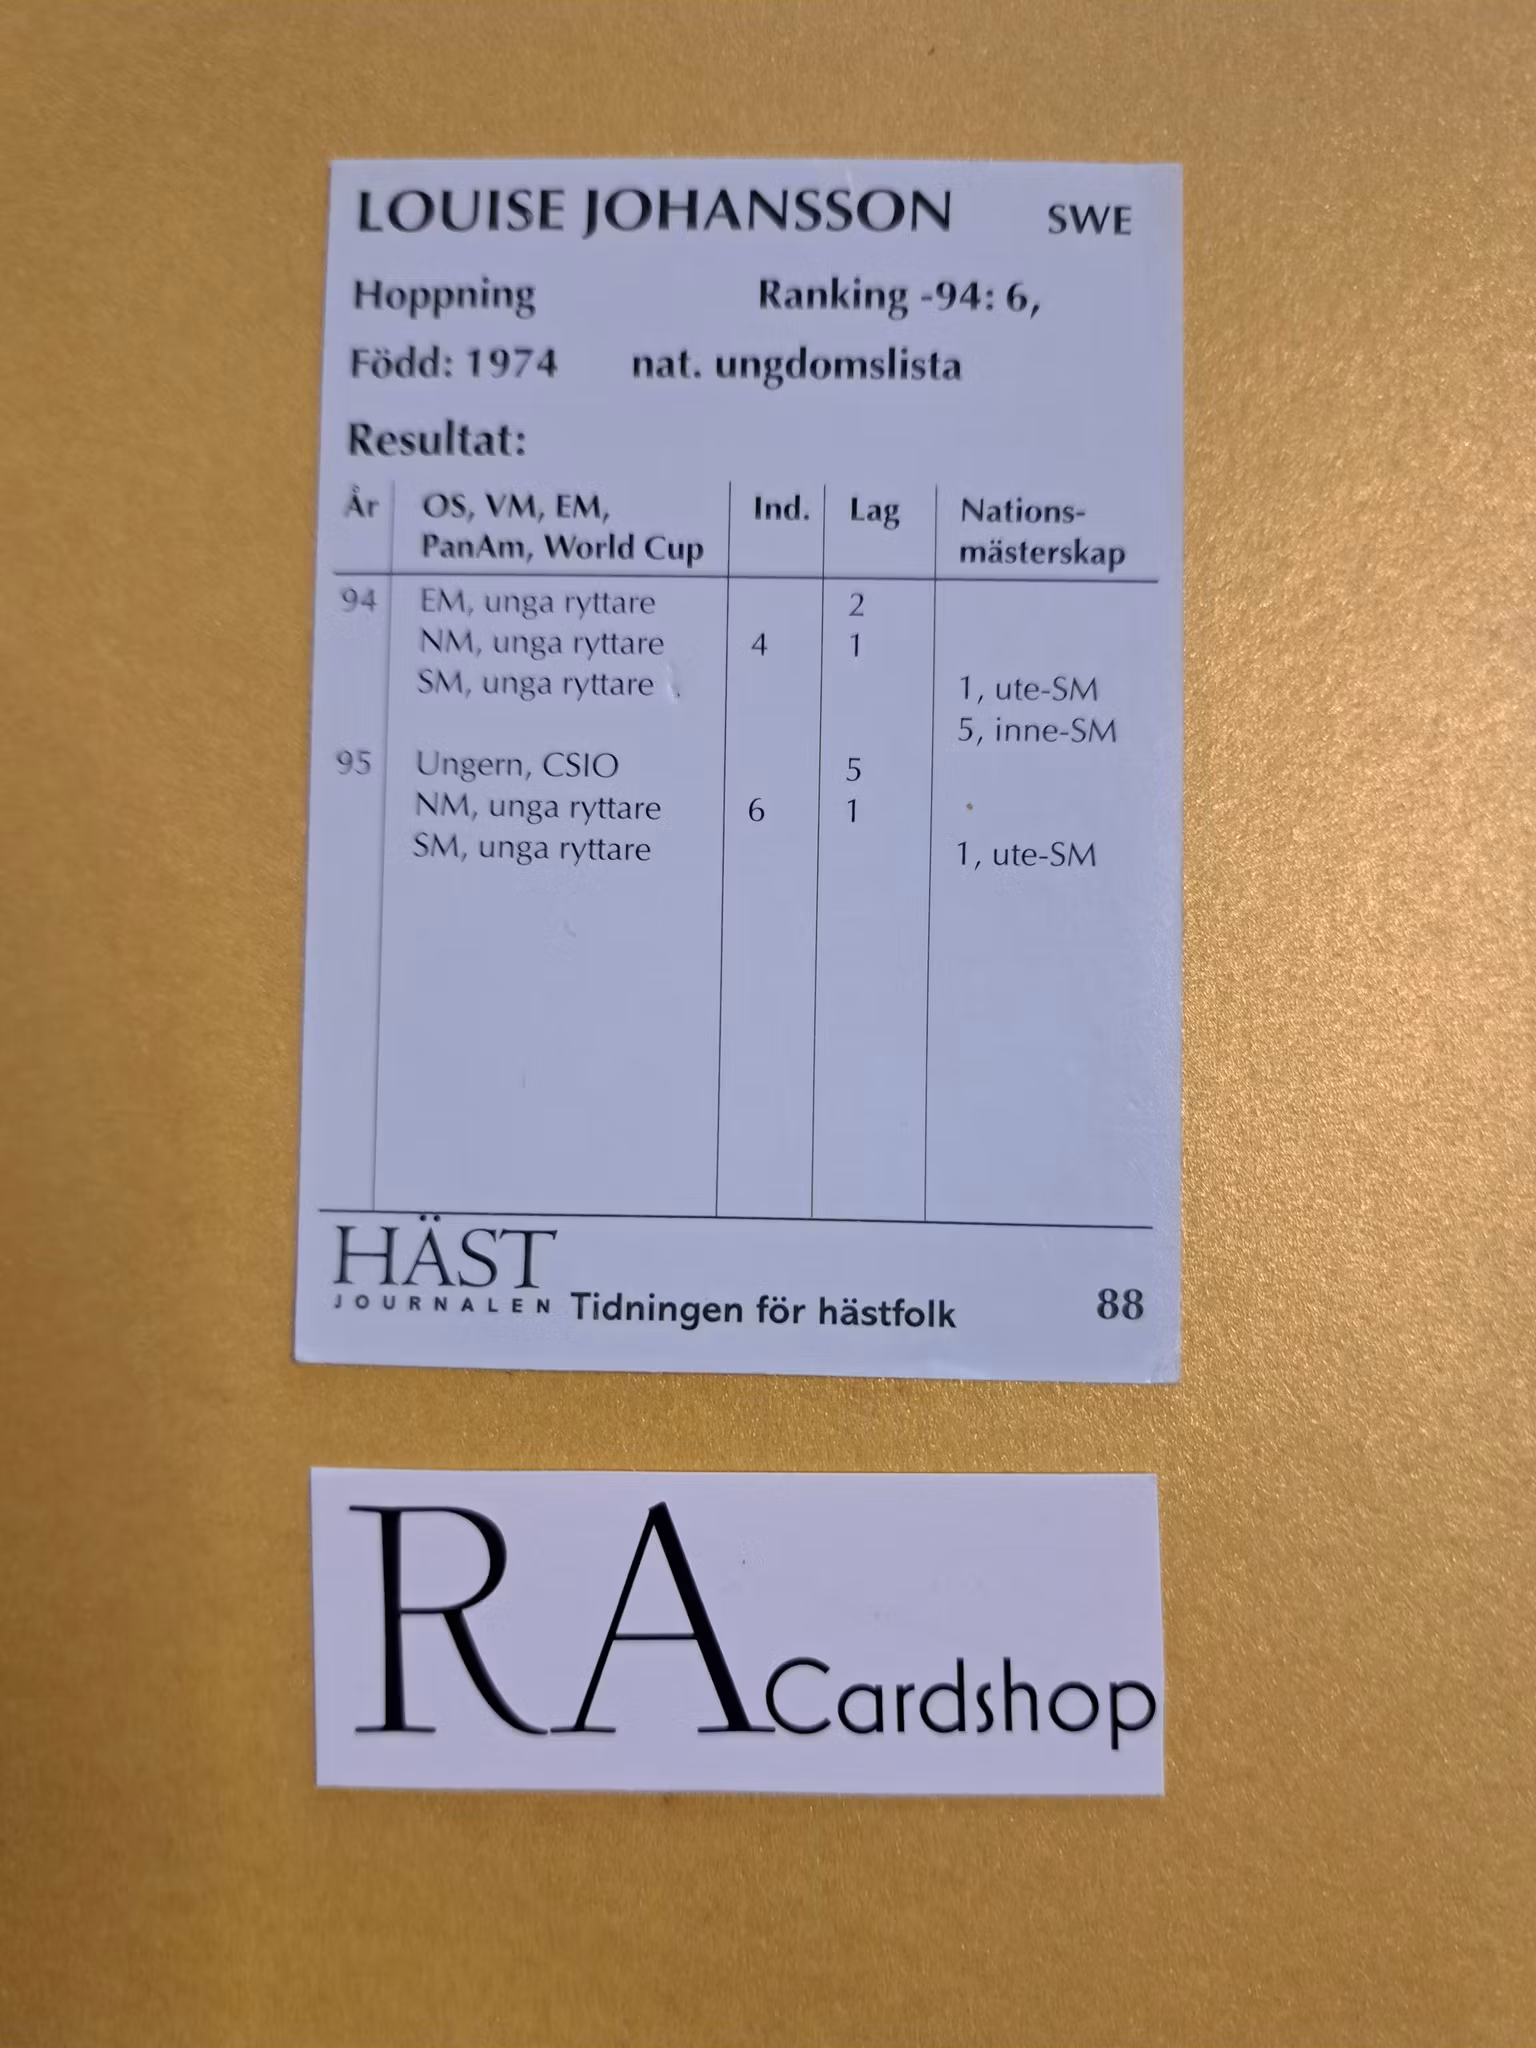 LOUISE JOHANSSON SWE
Hoppning Ranking -94: 6,
Född: 1974 nat. ungdomslista
Resultat:
År OS, VM, EM, Ind. Lag Nations-
PanAm, World Cup mästerskap
94 EM, unga ryttare 2
NM, unga ryttare 4 1
SM, unga ryttare 1, ute-SM
5, inne-SM
95 Ungern, CSIO 5
NM, unga ryttare 6 1
SM, unga ryttare 1, ute-SM
HÄST
JOURNALEN Tidningen för hästfolk 88
RA Cardshop